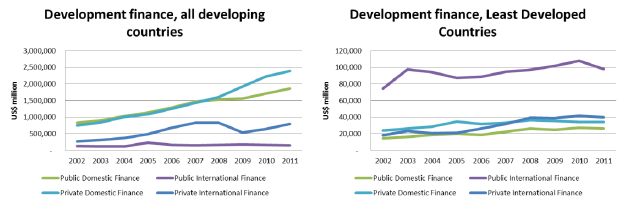 Development finance, all developing
countries
3,000,000
2,500,000
2,000,000
1,500,000
1,000,000
500,000
-
US$ million
2002 2003 2004 2005 2006 2007 2008 2009 2010 2011
Public Domestic Finance Public International Finance
Private Domestic Finance Private International Finance
Development finance, Least Developed
Countries
120,000
100,000
80,000
60,000
40,000
20,000
-
US$ million
2002 2003 2004 2005 2006 2007 2008 2009 2010 2011
Public Domestic Finance Public International Finance
Private Domestic Finance Private International Finance